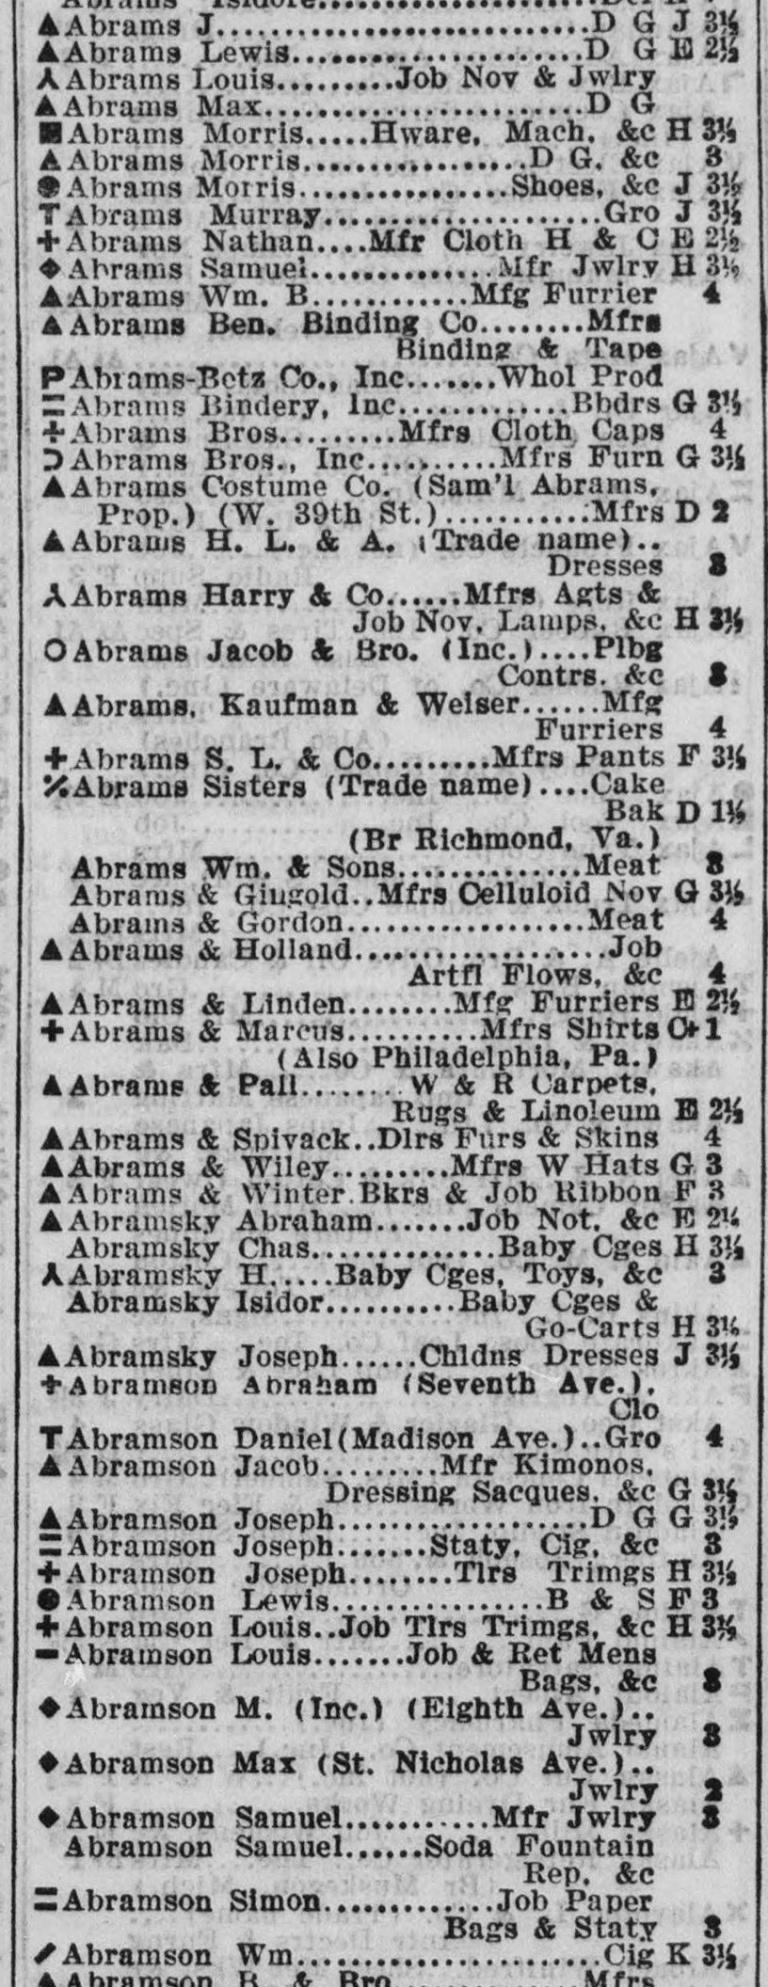 ▲Abrams J..............................D G J 3½
▲Abrams Lewis........................D G E 2½
⅄Abrams Louis.........Job Nov & Jwlry
▲Abrams Max..........................D G
■Abrams Morris.....Hware, Mach, &c H 3½
▲Abrams Morris..................D G, &c 3
●Abrams Morris................Shoes, &c J 3½
TAbrams Murray......................Gro J 3½
+Abrams Nathan....Mfr Cloth H & C E 2½
◆Abrams Samuel..............Mfr Jwlry H 3½
▲Abrams Wm. B............Mfg Furrier 4
▲Abrams Ben. Binding Co........Mfrs
Binding & Tape
PAbrams-Betz Co., Inc.......Whol Prod
=Abrams Bindery, Inc.............Bbdrs G 3½
+Abrams Bros.........Mfrs Cloth Caps 4
ƆAbrams Bros., Inc...........Mfrs Furn G 3½
▲Abrams Costume Co. (Sam'l Abrams,
Prop.) (W. 39th St.)...........Mfrs D 2
▲Abrams H. L. & A. (Trade name)..
Dresses 3
⅄Abrams Harry & Co......Mfrs Agts &
Job Nov, Lamps, &c H 3½
OAbrams Jacob & Bro. (Inc.)....Plbg
Contrs, &c 3
▲Abrams, Kaufman & Weiser......Mfg
Furriers 4
+Abrams S. L. & Co.........Mfrs Pants F 3½
٪Abrams Sisters (Trade name)....Cake
Bak D 1½
(Br Richmond, Va.)
Abrams Wm. & Sons..............Meat 3
Abrams & Giugold..Mfrs Celluloid Nov G 3½
Abrams & Gordon.................Meat 4
▲Abrams & Holland....................Job
Artfl Flows, &c 4
▲Abrams & Linden........Mfg Furriers E 2½
+Abrams & Marcus..........Mfrs Shirts C+1
(Also Philadelphia, Pa.)
▲Abrams & Pall........W & R Carpets,
Rugs & Linoleum E 2½
▲Abrams & Spivack..Dlrs Furs & Skins 4
▲Abrams & Wiley.........Mfrs W Hats G 3
▲Abrams & Winter.Bkrs & Job Ribbon F 3
▲Abramsky Abraham.......Job Not, &c E 2½
Abramsky Chas..............Baby Cges H 3½
⅄Abramsky H.....Baby Cges, Toys, &c 3
Abramsky Isidor..........Baby Cges &
Go-Carts H 3½
▲Abramsky Joseph......Chldns Dresses J 3½
+Abramson Abraham (Seventh Ave.),
Clo
TAbramson Daniel(Madison Ave.)..Gro 4
▲Abramson Jacob.........Mfr Kimonos,
Dressing Sacques, &c G 3½
▲Abramson Joseph...................D G G 3½
=Abramson Joseph.......Staty, Cig, &c 3
+Abramson Joseph........Tlrs Trimgs H 3½
●Abramson Lewis................B & S F 3
+Abramson Louis..Job Tlrs Trimgs, &c H 3½
-Abramson Louis.......Job & Ret Mens
Bags, &c 3
◆Abramson M. (Inc.) (Eighth Ave.)..
Jwlry 3
◆Abramson Max (St. Nicholas Ave.)..
Jwlry 2
◆Abramson Samuel............Mfr Jwlry 3
Abramson Samuel......Soda Fountain
Rep, &c
=Abramson Simon.............Job Paper
Bags & Staty 3
Abramson Wm.......................Cig K 3½
▲Abramson B. & Bro..............Mfrs